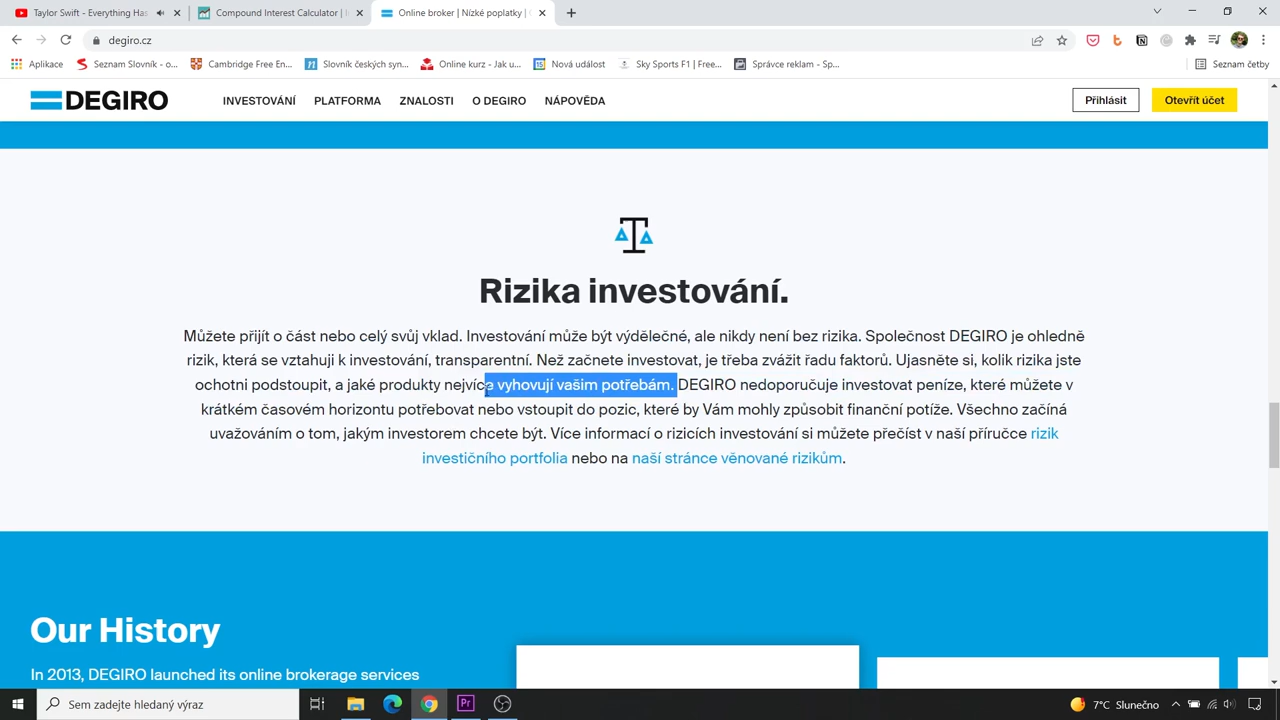 Taylor Swift - Everything Has
Compound Interest Calculator |
Online broker | Nízké poplatky |
degiro.cz
Aplikace
Seznam Slovník - o...
Cambridge Free En...
Slovník českých syn...
Online kurz - Jak u...
Nová událost
Sky Sports F1 | Free...
Správce reklam - Sp...
Seznam četby
DEGIRO
INVESTOVÁNÍ
PLATFORMA
ZNALOSTI
O DEGIRO
NÁPOVĚDA
Přihlásit
Otevřít účet
Rizika investování.
Můžete přijít o část nebo celý svůj vklad. Investování může být výdělečné, ale nikdy není bez rizika. Společnost DEGIRO je ohledně
rizik, která se vztahuji k investování, transparentní. Než začnete investovat, je třeba zvážit řadu faktorů. Ujasněte si, kolik rizika jste
ochotni podstoupit, a jaké produkty nejvíce vyhovují vašim potřebám. DEGIRO nedoporučuje investovat peníze, které můžete v
krátkém časovém horizontu potřebovat nebo vstoupit do pozic, které by Vám mohly způsobit finanční potíže. Všechno začíná
uvažováním o tom, jakým investorem chcete být. Více informací o rizicích investování si můžete přečíst v naší příručce rizik
investičního portfolia nebo na naší stránce věnované rizikům.
Our History
In 2013, DEGIRO launched its online brokerage services
Sem zadejte hledaný výraz
Pr
7°C Slunečno